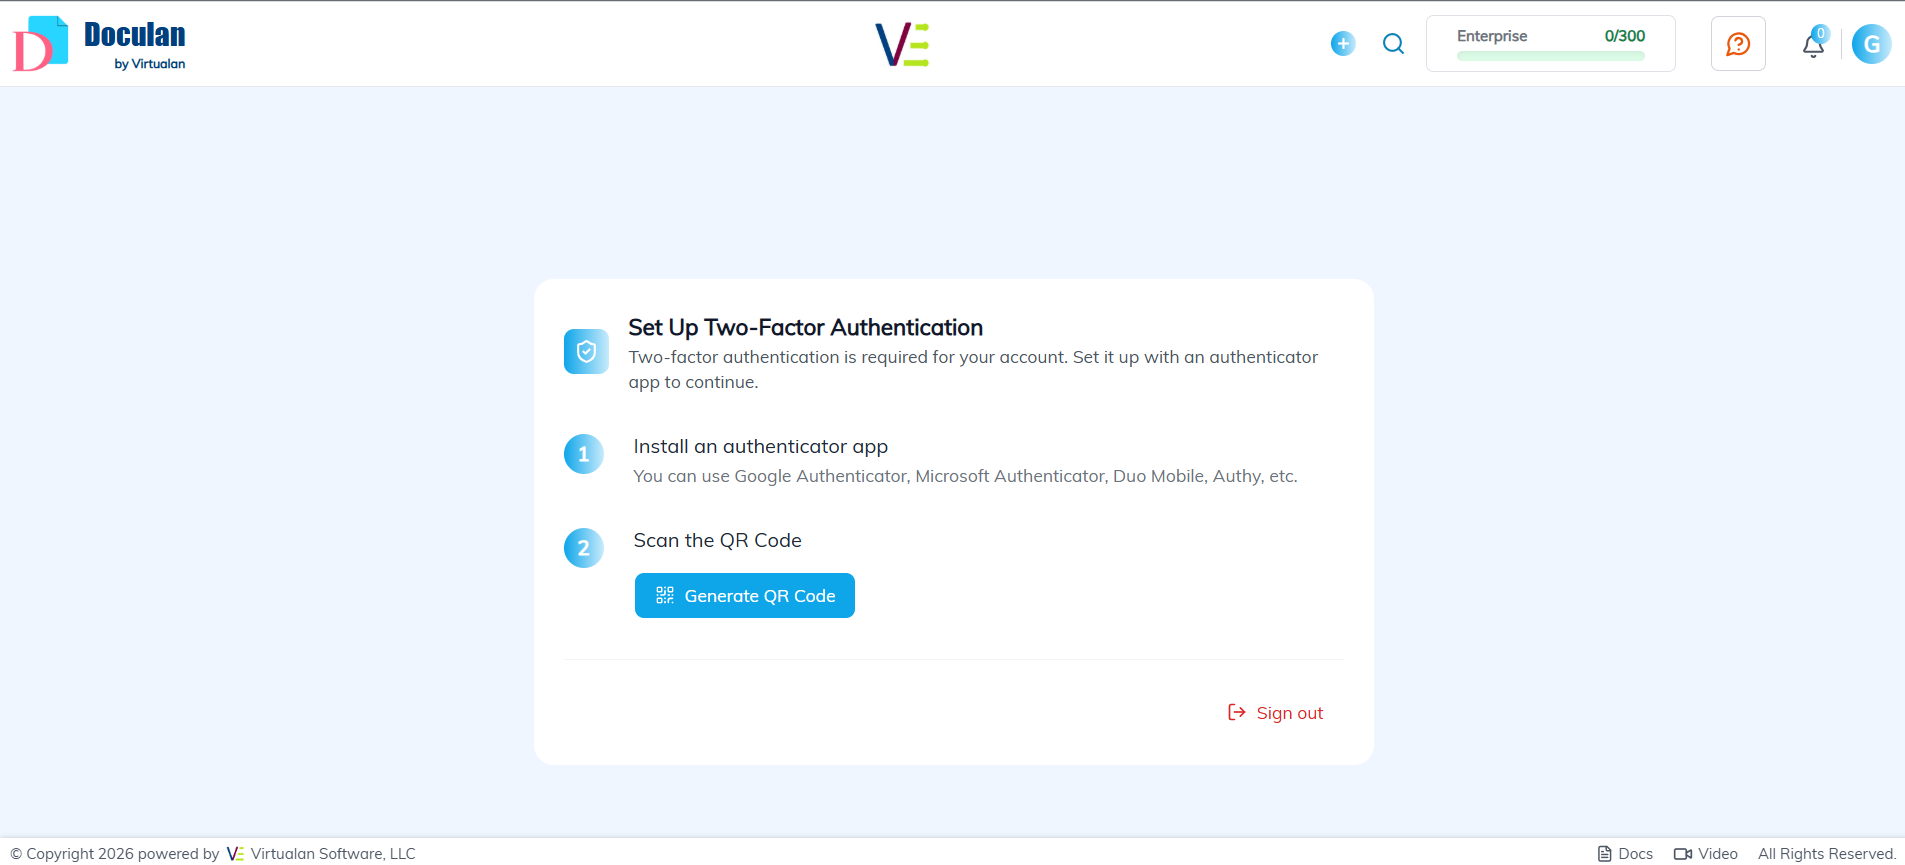 Doculan
by Virtualan
VE
Enterprise 0/300
0
G
Set Up Two-Factor Authentication
Two-factor authentication is required for your account. Set it up with an authenticator
app to continue.
1 Install an authenticator app
You can use Google Authenticator, Microsoft Authenticator, Duo Mobile, Authy, etc.
2 Scan the QR Code
Generate QR Code
Sign out
© Copyright 2026 powered by VE Virtualan Software, LLC
Docs Video All Rights Reserved.